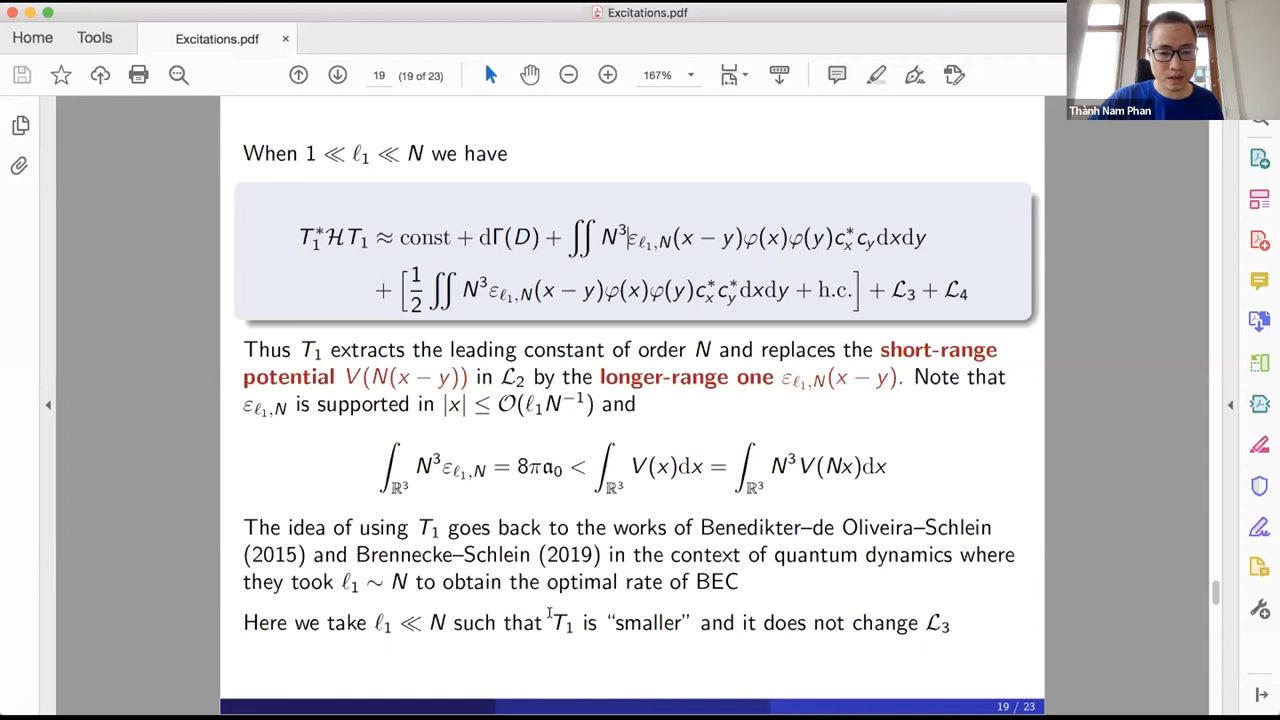 Excitations.pdf
Home Tools Excitations.pdf ×
19 (19 of 23) 167%
Thành Nam Phan
When 1 ≪ ℓ₁ ≪ N we have
T₁*ℋT₁ ≈ const + dΓ(D) + ∬ N³ε_{ℓ₁,N}(x − y)φ(x)φ(y)c_x^* c_y dxdy
+ [1/2 ∬ N³ε_{ℓ₁,N}(x − y)φ(x)φ(y)c_x^* c_y^* dxdy + h.c.] + ℒ₃ + ℒ₄
Thus T₁ extracts the leading constant of order N and replaces the short-range
potential V(N(x − y)) in ℒ₂ by the longer-range one ε_{ℓ₁,N}(x − y). Note that
ε_{ℓ₁,N} is supported in |x| ≤ 𝒪(ℓ₁N⁻¹) and
∫_{ℝ³} N³ε_{ℓ₁,N} = 8π𝔞₀ < ∫_{ℝ³} V(x)dx = ∫_{ℝ³} N³V(Nx)dx
The idea of using T₁ goes back to the works of Benedikter–de Oliveira–Schlein
(2015) and Brennecke–Schlein (2019) in the context of quantum dynamics where
they took ℓ₁ ∼ N to obtain the optimal rate of BEC
Here we take ℓ₁ ≪ N such that T₁ is “smaller” and it does not change ℒ₃
19 / 23